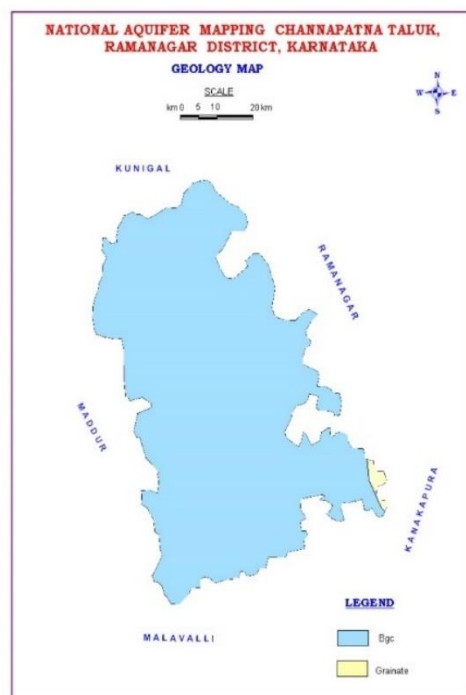 NATIONAL AQUIFER MAPPING CHANNAPATNA TALUK,
RAMANAGAR DISTRICT, KARNATAKA
GEOLOGY MAP
SCALE
km 0 5 10 20 km
N
W E
S
KUNIGAL
RAMANAGAR
MADDUR
KANAKAPURA
MALAVALLI
LEGEND
Bgc
Grainate